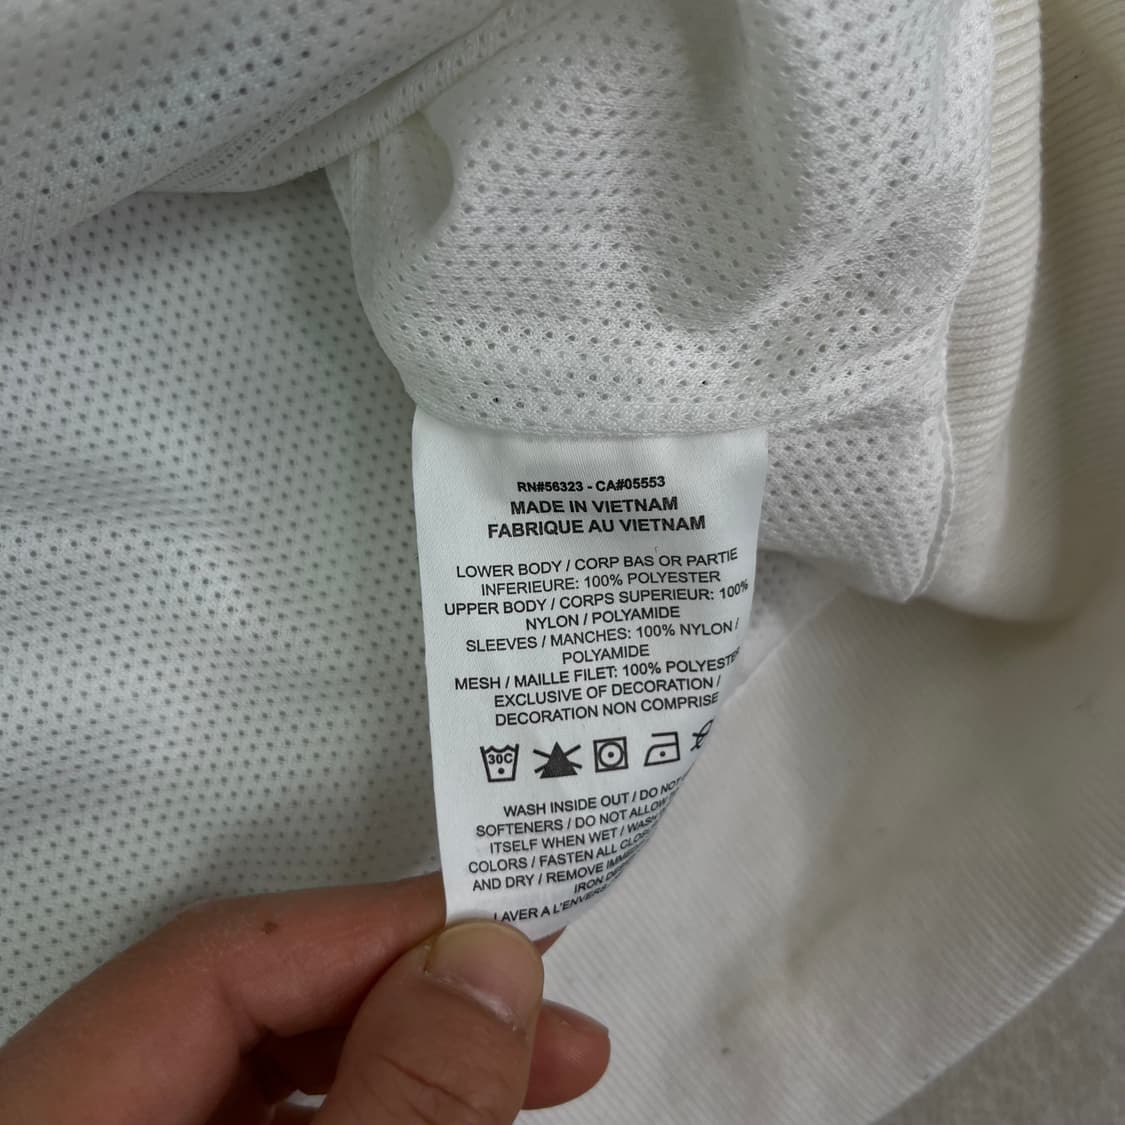 RN#56323 - CA#05553
MADE IN VIETNAM
FABRIQUE AU VIETNAM
LOWER BODY / CORP BAS OR PARTIE
INFERIEURE: 100% POLYESTER
UPPER BODY / CORPS SUPERIEUR: 100%
NYLON / POLYAMIDE
SLEEVES / MANCHES: 100% NYLON /
POLYAMIDE
MESH / MAILLE FILET: 100% POLYESTER
EXCLUSIVE OF DECORATION /
DECORATION NON COMPRISE
30C
WASH INSIDE OUT / DO NOT
SOFTENERS / DO NOT ALLOW
ITSELF WHEN WET / WASH
COLORS / FASTEN ALL
AND DRY / REMOVE
IRON
LAVER A L'ENVERS